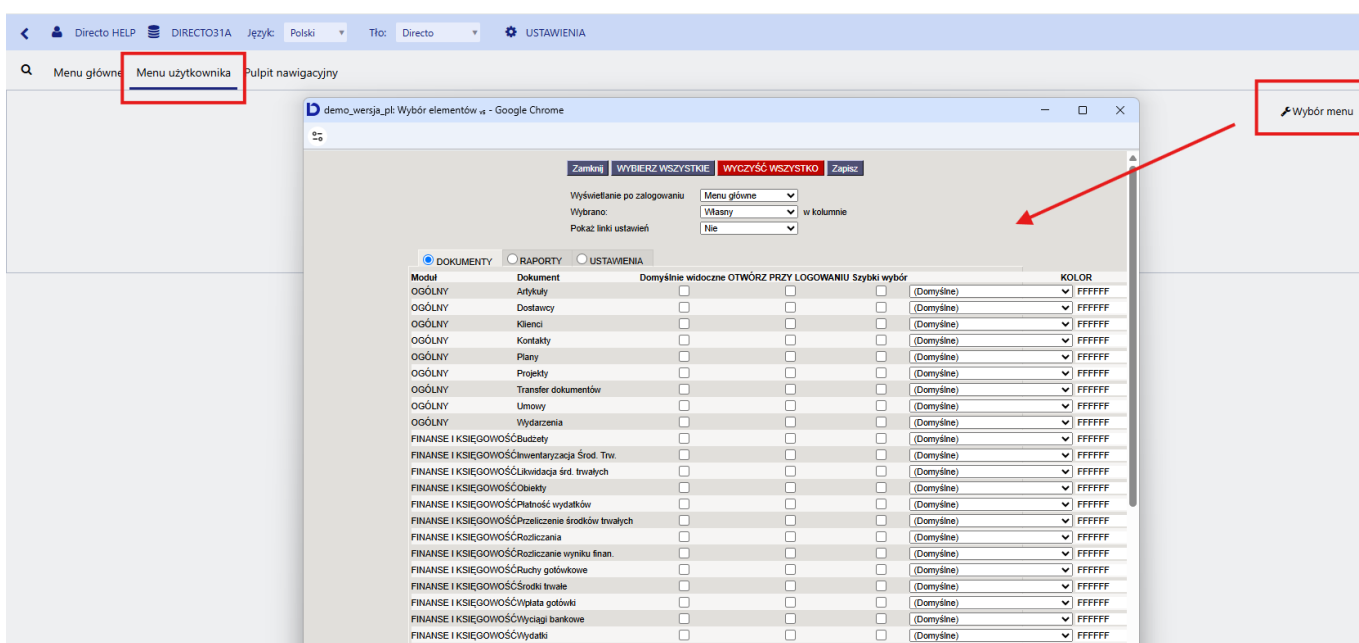 Directo HELP DIRECTO31A Język: Polski Tło: Directo USTAWIENIA
Menu główne Menu użytkownika Pulpit nawigacyjny
Wybór menu
demo_wersja_pl: Wybór elementów v5 - Google Chrome
Zamknij WYBIERZ WSZYSTKIE WYCZYŚĆ WSZYSTKO Zapisz
Wyświetlanie po zalogowaniu Menu główne
Wybrano: Własny w kolumnie
Pokaż linki ustawień Nie
DOKUMENTY RAPORTY USTAWIENIA
Moduł Dokument Domyślnie widoczne OTWÓRZ PRZY LOGOWANIU Szybki wybór KOLOR
OGÓLNY Artykuły (Domyślne) FFFFFF
OGÓLNY Dostawcy (Domyślne) FFFFFF
OGÓLNY Klienci (Domyślne) FFFFFF
OGÓLNY Kontakty (Domyślne) FFFFFF
OGÓLNY Plany (Domyślne) FFFFFF
OGÓLNY Projekty (Domyślne) FFFFFF
OGÓLNY Transfer dokumentów (Domyślne) FFFFFF
OGÓLNY Umowy (Domyślne) FFFFFF
OGÓLNY Wydarzenia (Domyślne) FFFFFF
FINANSE I KSIĘGOWOŚĆ Budżety (Domyślne) FFFFFF
FINANSE I KSIĘGOWOŚĆ Inwentaryzacja Środ. Trw. (Domyślne) FFFFFF
FINANSE I KSIĘGOWOŚĆ Likwidacja śrd. trwałych (Domyślne) FFFFFF
FINANSE I KSIĘGOWOŚĆ Obiekty (Domyślne) FFFFFF
FINANSE I KSIĘGOWOŚĆ Płatność wydatków (Domyślne) FFFFFF
FINANSE I KSIĘGOWOŚĆ Przeliczenie środków trwałych (Domyślne) FFFFFF
FINANSE I KSIĘGOWOŚĆ Rozliczania (Domyślne) FFFFFF
FINANSE I KSIĘGOWOŚĆ Rozliczanie wyniku finan. (Domyślne) FFFFFF
FINANSE I KSIĘGOWOŚĆ Ruchy gotówkowe (Domyślne) FFFFFF
FINANSE I KSIĘGOWOŚĆ Środki trwałe (Domyślne) FFFFFF
FINANSE I KSIĘGOWOŚĆ Wpłata gotówki (Domyślne) FFFFFF
FINANSE I KSIĘGOWOŚĆ Wyciągi bankowe (Domyślne) FFFFFF
FINANSE I KSIĘGOWOŚĆ Wydatki (Domyślne) FFFFFF